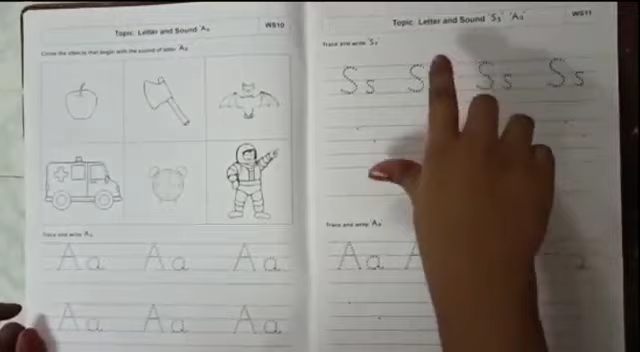 Topic: Letter and Sound 'Aa' WS10
Circle the objects that begin with the sound of letter 'Aa'
Trace and write 'Aa'
Aa Aa Aa
Aa Aa Aa
Topic: Letter and Sound 'Ss' 'Aa' WS11
Trace and write 'Ss'
Ss S Ss Ss
Trace and write 'Aa'
Aa A a